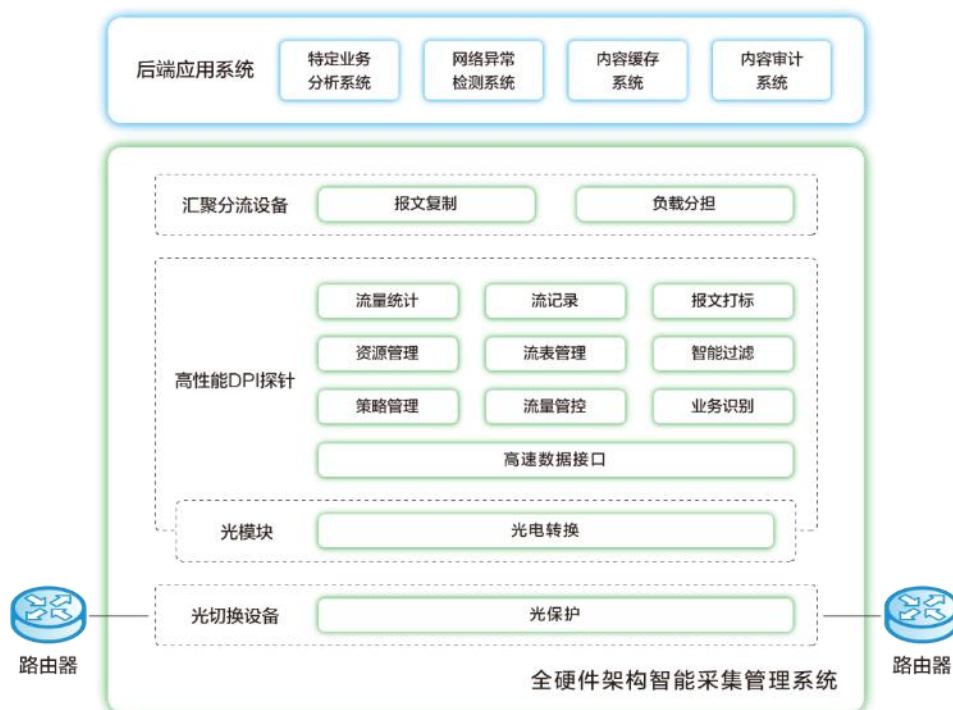 后端应用系统
特定业务
分析系统
网络异常
检测系统
内容缓存
系统
内容审计
系统
汇聚分流设备
报文复制
负载分担
高性能DPI探针
流量统计
流记录
报文打标
资源管理
流表管理
智能过滤
策略管理
流量管控
业务识别
高速数据接口
光模块
光电转换
光切换设备
光保护
路由器
路由器
全硬件架构智能采集管理系统